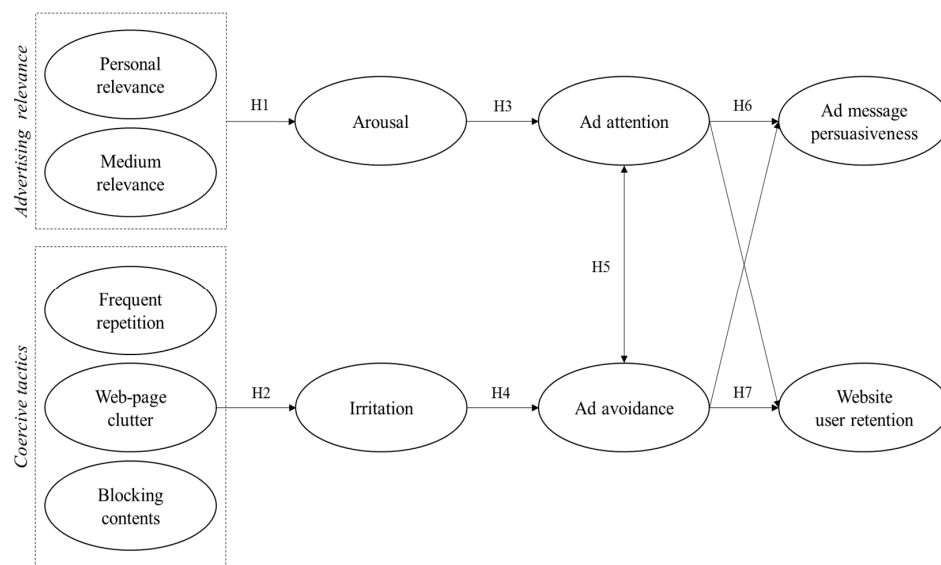 Advertising relevance
Personal
relevance
Medium
relevance
H1
Arousal
H3
Ad attention
H6
Ad message
persuasiveness
H5
Coercive tactics
Frequent
repetition
Web-page
clutter
Blocking
contents
H2
Irritation
H4
Ad avoidance
H7
Website
user retention